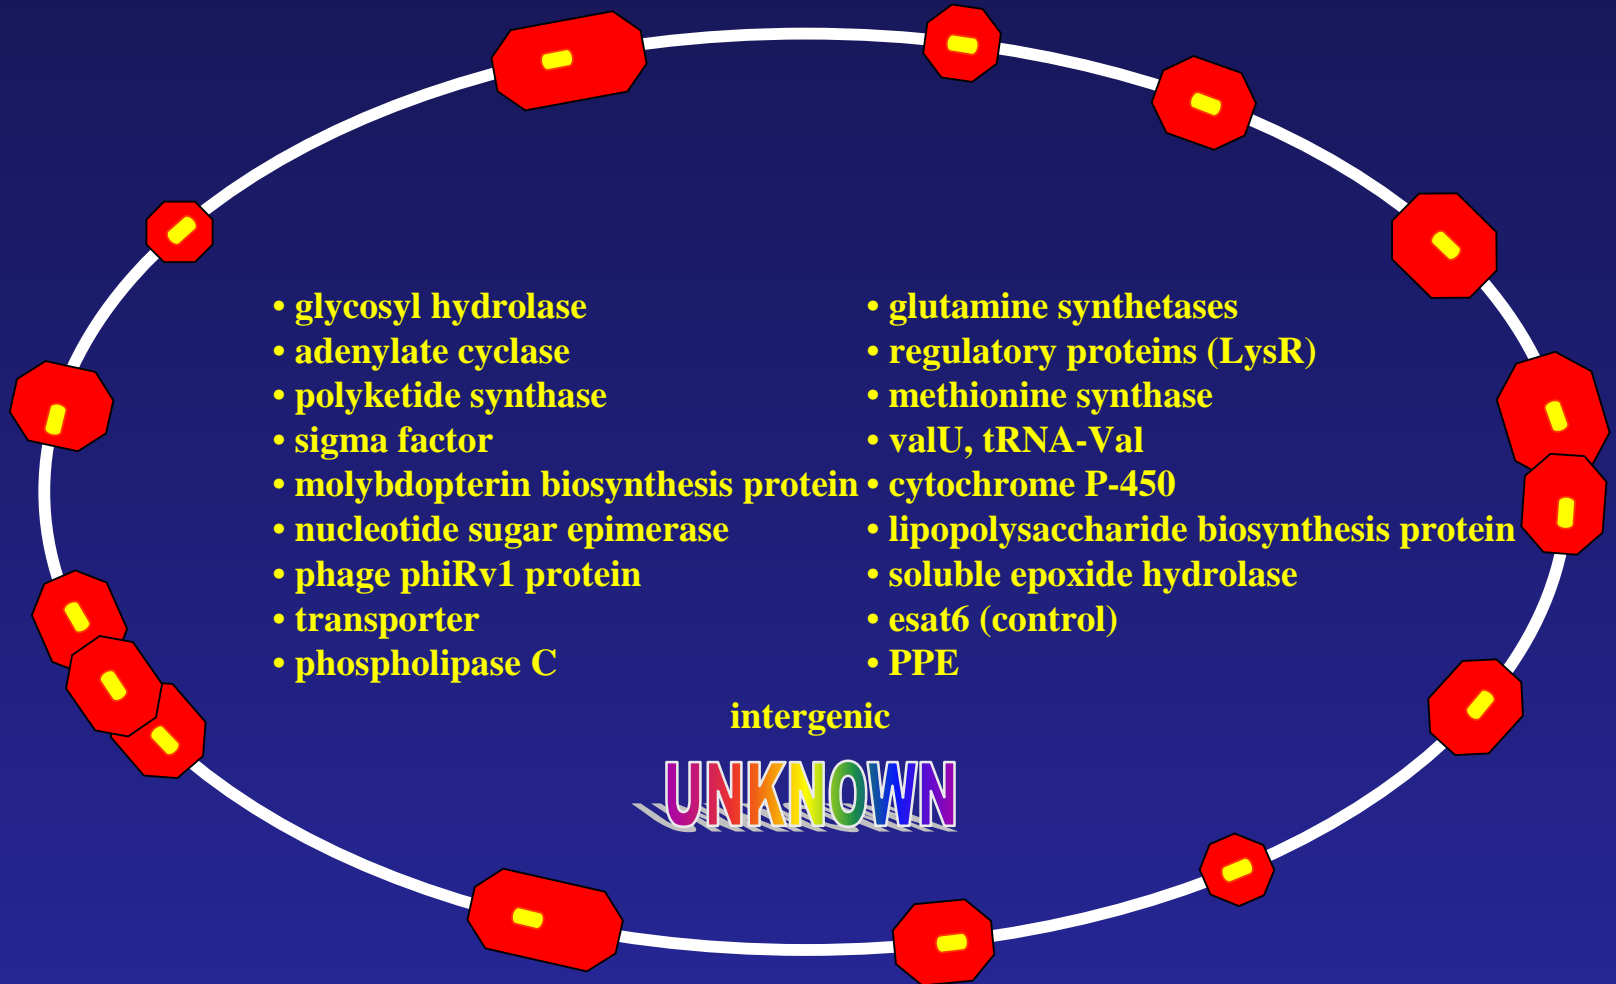 • glycosyl hydrolase
• adenylate cyclase
• polyketide synthase
• sigma factor
• molybdopterin biosynthesis protein
• nucleotide sugar epimerase
• phage phiRv1 protein
• transporter
• phospholipase C
• glutamine synthetases
• regulatory proteins (LysR)
• methionine synthase
• valU, tRNA-Val
• cytochrome P-450
• lipopolysaccharide biosynthesis protein
• soluble epoxide hydrolase
• esat6 (control)
• PPE
intergenic
UNKNOWN